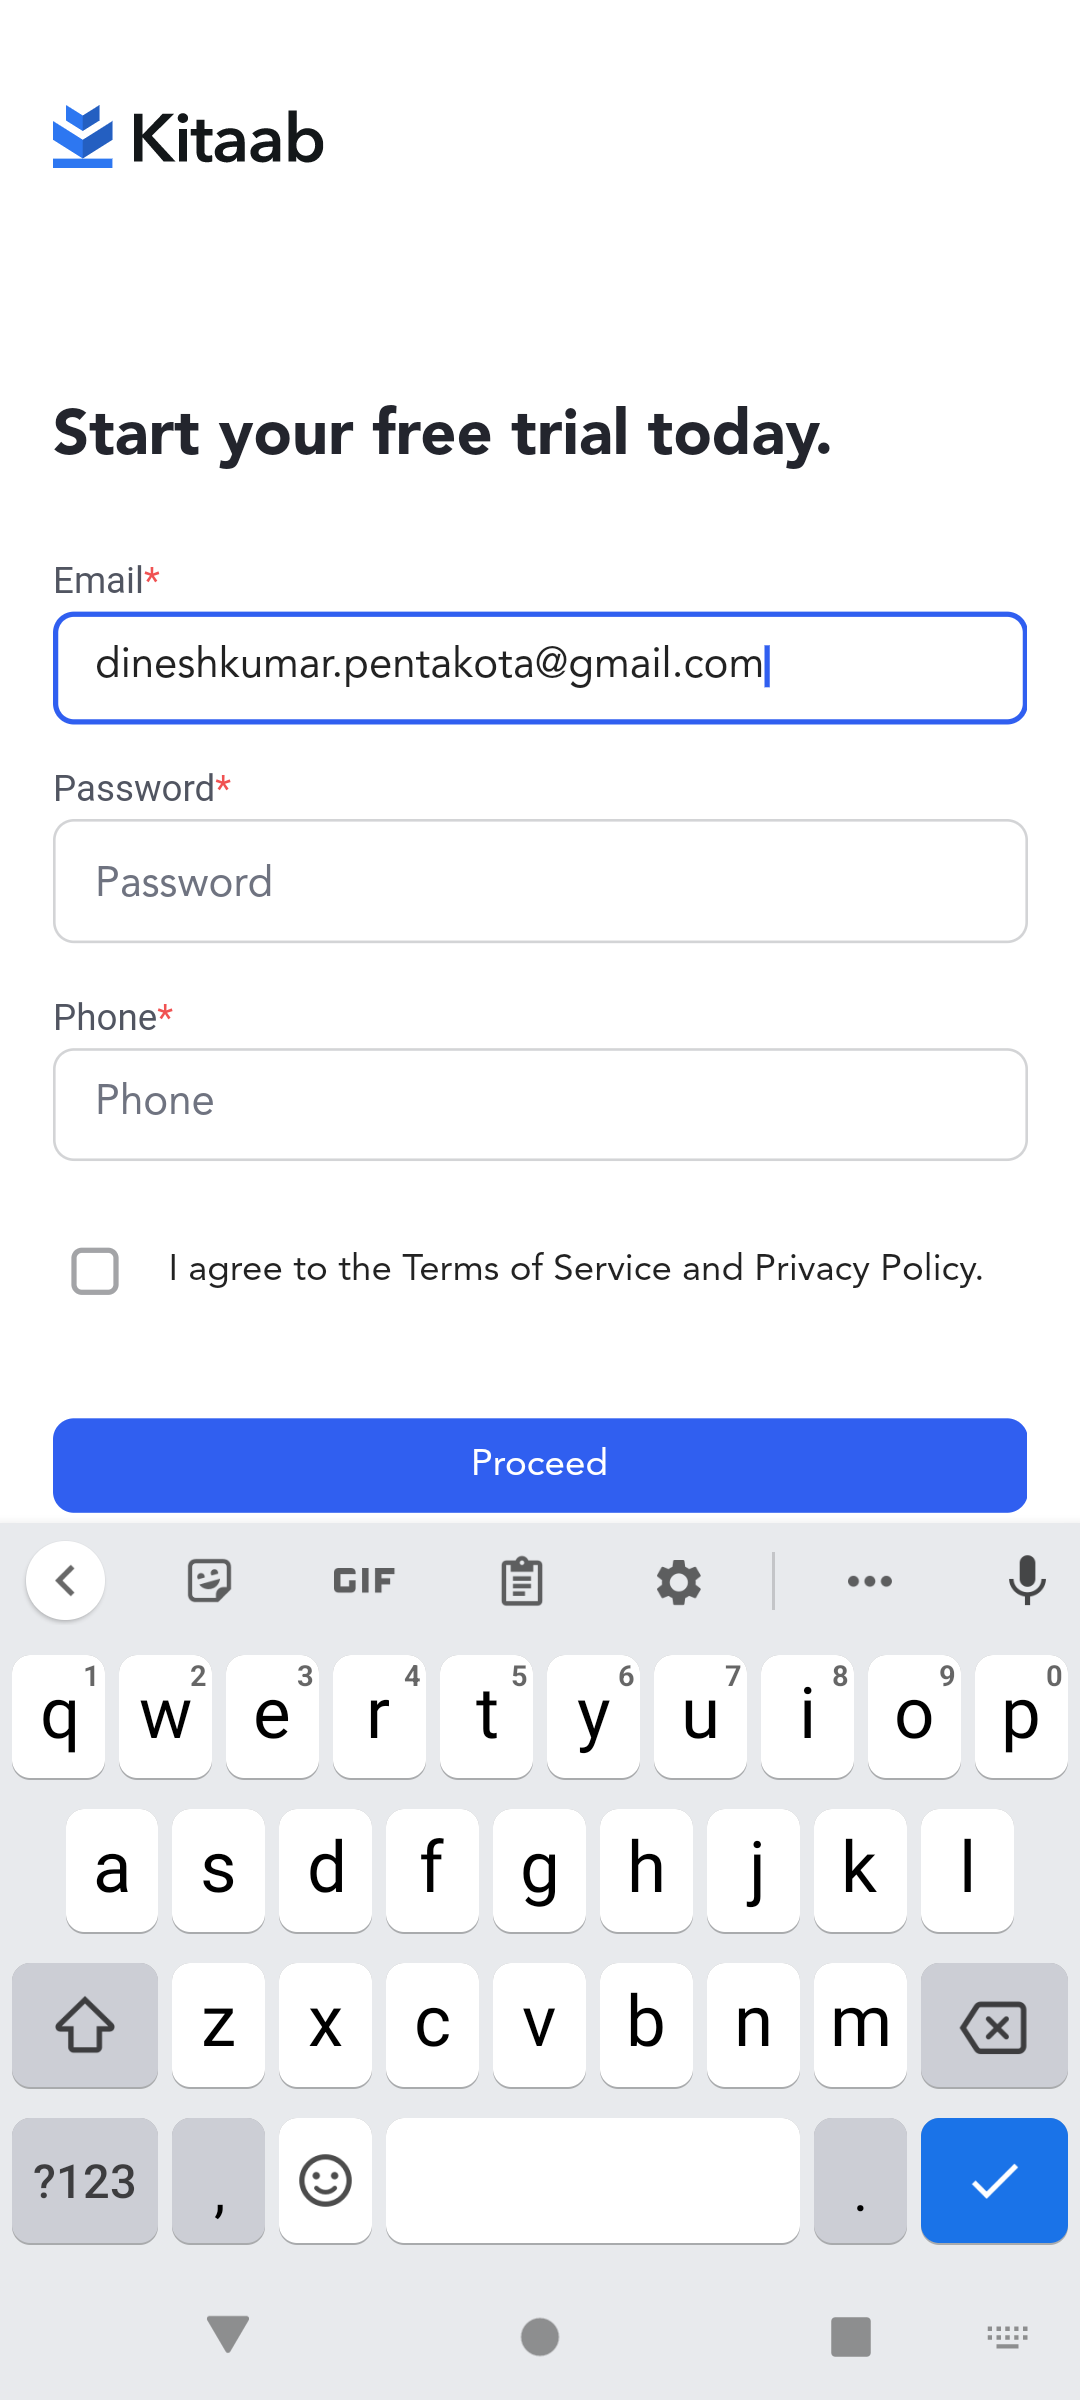 Kitaab
Start your free trial today.
Email*
dineshkumar.pentakota@gmail.com
Password*
Password
Phone*
Phone
I agree to the Terms of Service and Privacy Policy.
Proceed
GIF
1 2 3 4 5 6 7 8 9 0
q w e r t y u i o p
a s d f g h j k l
z x c v b n m
?123 , .